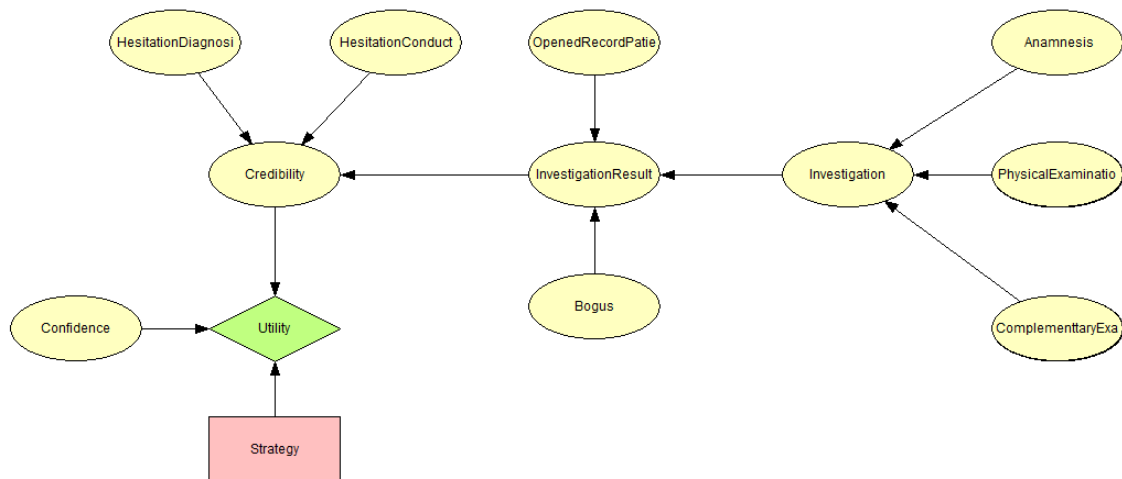 HesitationDiagnosi
HesitationConduct
OpenedRecordPatie
Anamnesis
Credibility
InvestigationResult
Investigation
PhysicalExaminatio
Bogus
Confidence
Utility
ComplementtaryExa
Strategy